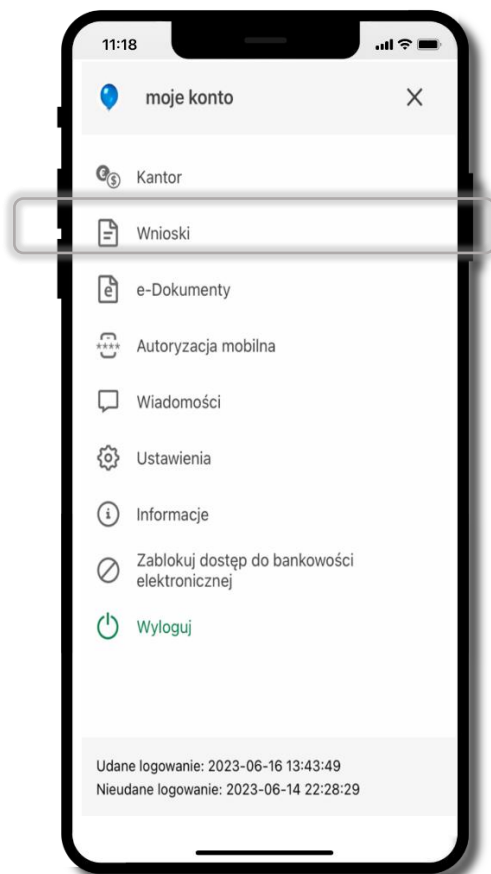 11:18
moje konto
Kantor
Wnioski
e-Dokumenty
Autoryzacja mobilna
Wiadomości
Ustawienia
Informacje
Zablokuj dostęp do bankowości
elektronicznej
Wyloguj
Udane logowanie: 2023-06-16 13:43:49
Nieudane logowanie: 2023-06-14 22:28:29